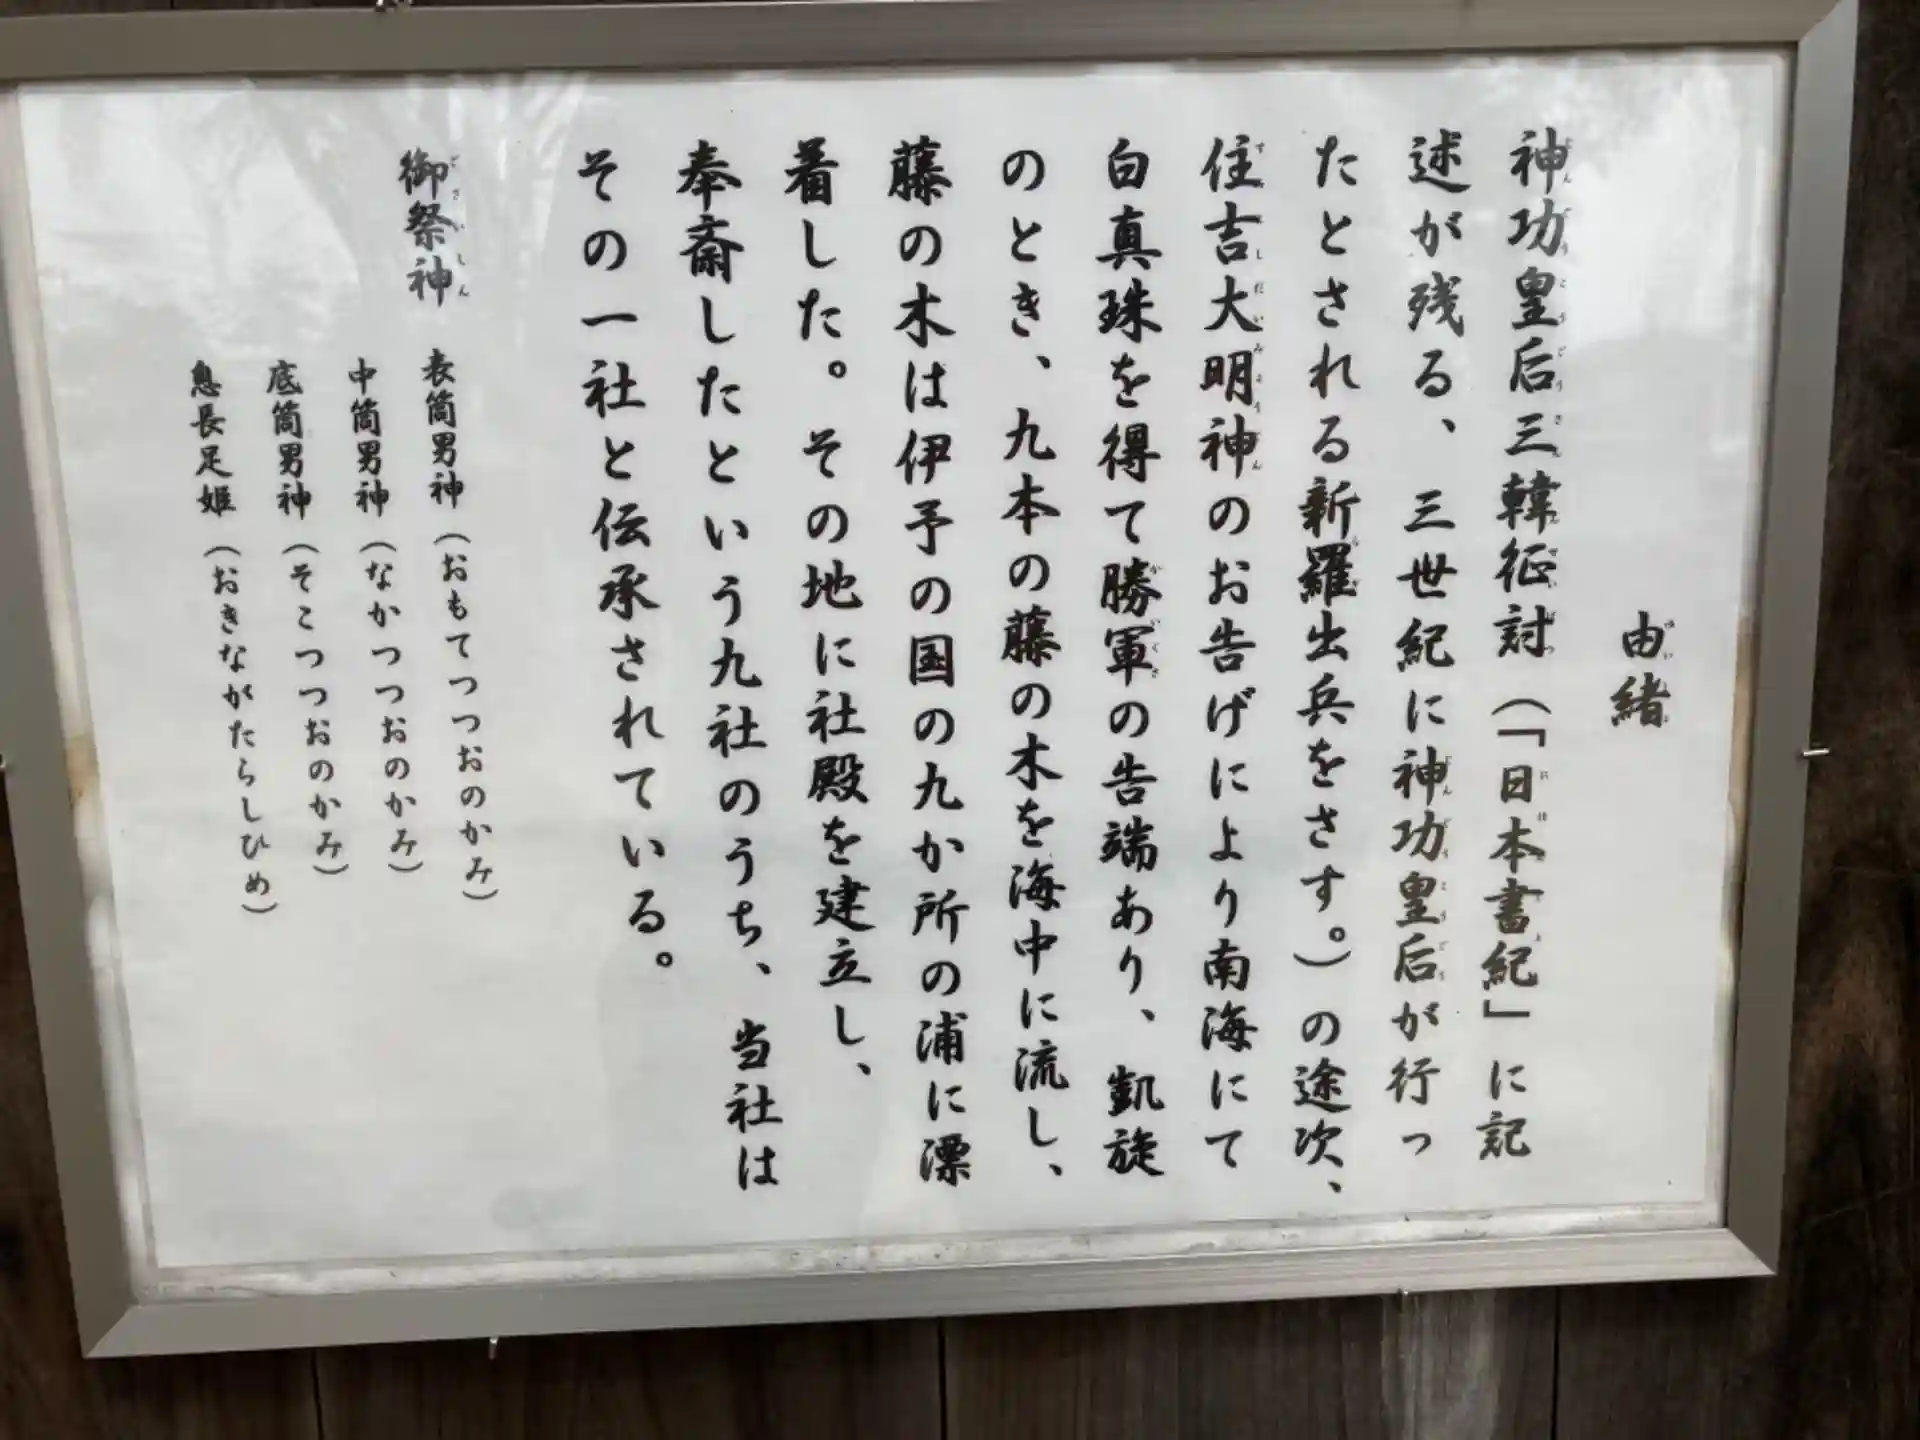 由緒
神功皇后三韓征討（「日本書紀」に記
述が残る、三世紀に神功皇后が行っ
たとされる新羅出兵をさす。）の途次、
住吉大明神のお告げにより南海にて
白真珠を得て勝軍の告端あり、凱旋
のとき、九本の藤の木を海中に流し、
藤の木は伊予の国の九か所の浦に漂
着した。その地に社殿を建立し、
奉斎したという九社のうち、当社は
その一社と伝承されている。
御祭神 表筒男神（おもてつつおのかみ）
中筒男神（なかつつおのかみ）
底筒男神（そこつつおのかみ）
息長足姫（おきながたらしひめ）